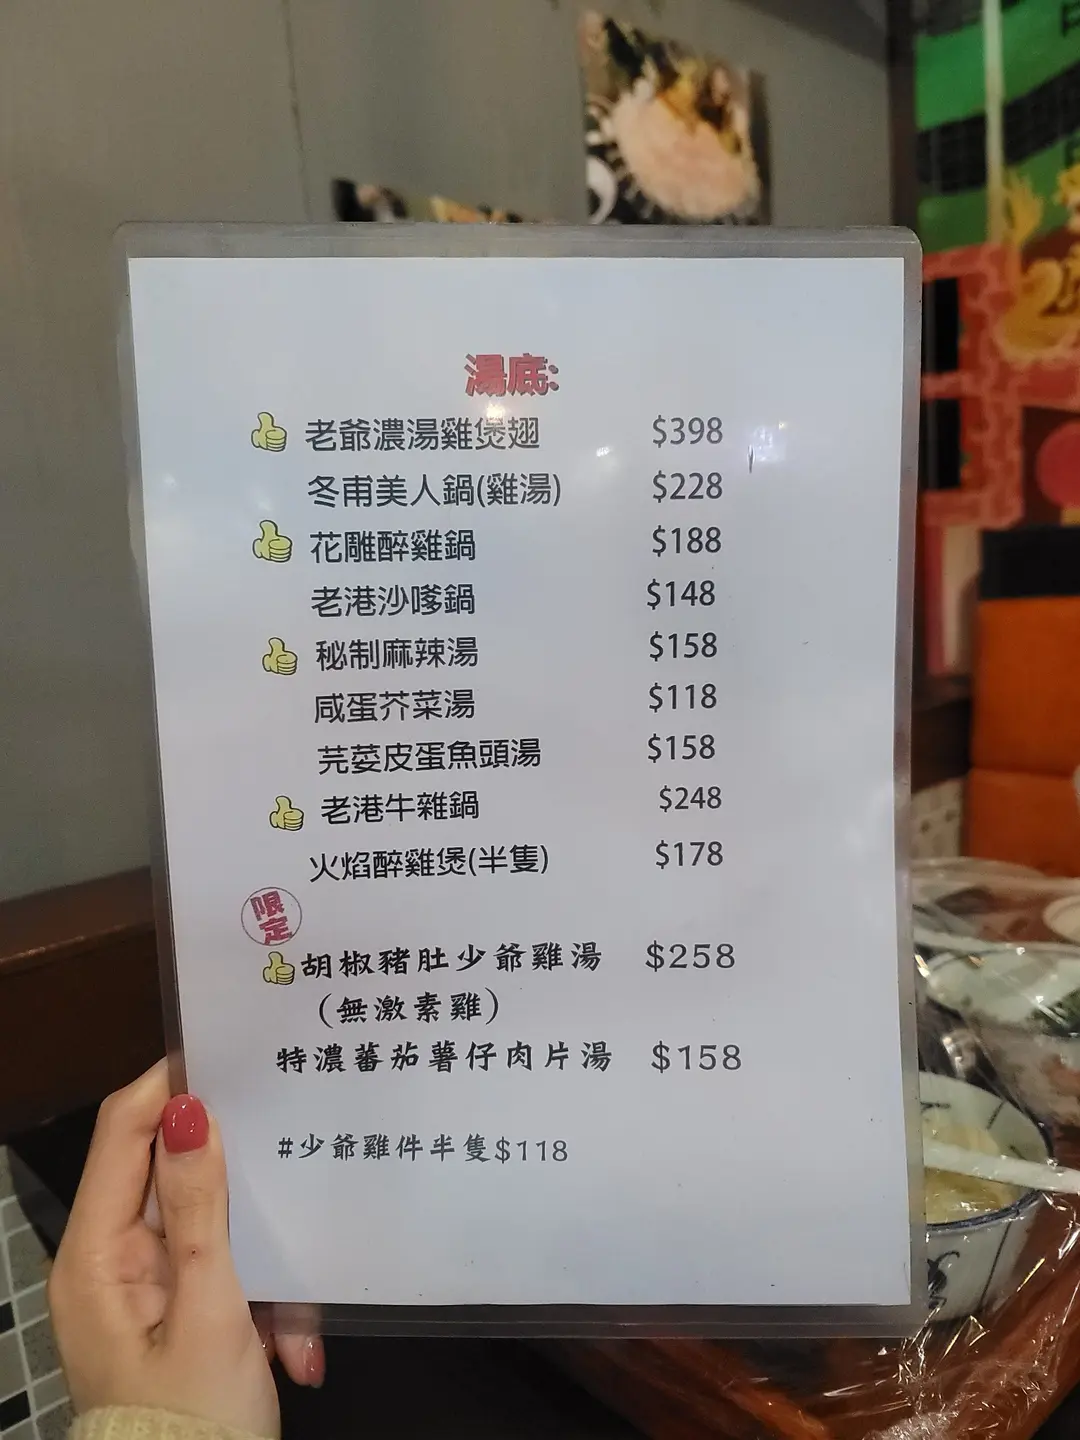 湯底:
老爺濃湯雞煲翅 $398
冬甫美人鍋(雞湯) $228
花雕醉雞鍋 $188
老港沙嗲鍋 $148
秘制麻辣湯 $158
咸蛋芥菜湯 $118
芫荽皮蛋魚頭湯 $158
老港牛雜鍋 $248
火焰醉雞煲(半隻) $178
限定
胡椒豬肚少爺雞湯 $258
(無激素雞)
特濃蕃茄薯仔肉片湯 $158
#少爺雞件半隻$118